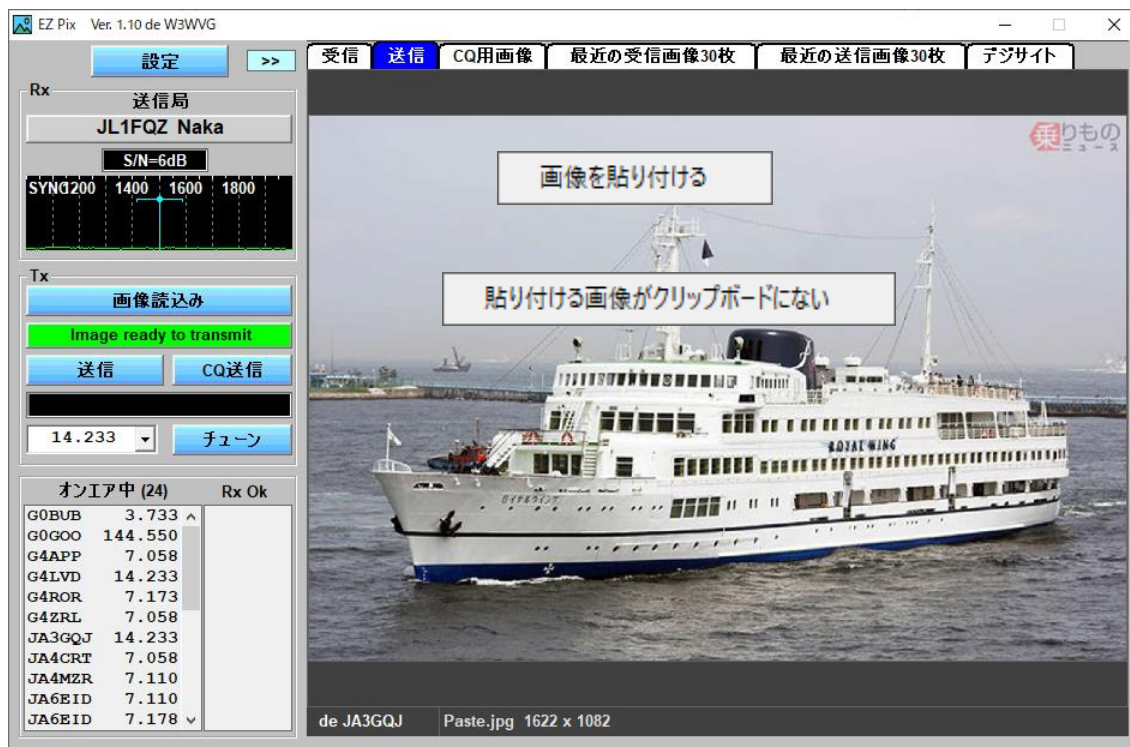 EZ Pix Ver. 1.10 de W3WVG
設定
>>
受信
送信
CQ用画像
最近の受信画像30枚
最近の送信画像30枚
デジサイト
Rx
送信局
JL1FQZ Naka
S/N=6dB
SYNC 1200 1400 1600 1800
Tx
画像読込み
Image ready to transmit
送信
CQ送信
14.233
チューン
オンエア中 (24)
Rx Ok
G0BUB 3.733
G0GOO 144.550
G4APP 7.058
G4LVD 14.233
G4ROR 7.173
G4ZRL 7.058
JA3GQJ 14.233
JA4CRT 7.058
JA4MZR 7.110
JA6EID 7.110
JA6EID 7.178
乗りもの
ニュース
画像を貼り付ける
貼り付ける画像がクリップボードにない
ROYAL WING
ロイヤルウイング
de JA3GQJ
Paste.jpg 1622 x 1082